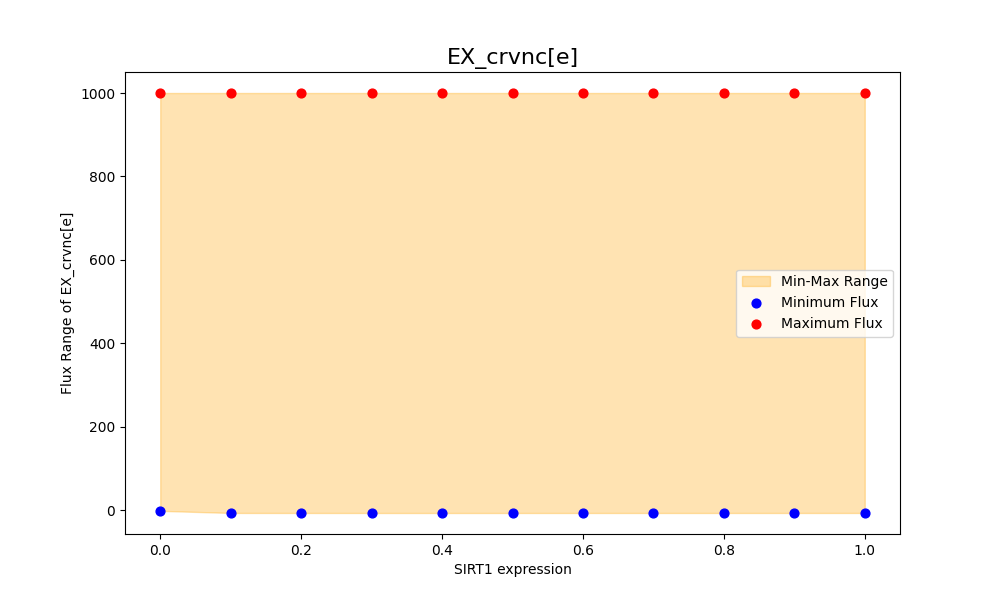 EX_crvnc[e]
1000
800
600
400
200
0
Flux Range of EX_crvnc[e]
Min-Max Range
Minimum Flux
Maximum Flux
0.0 0.2 0.4 0.6 0.8 1.0
SIRT1 expression